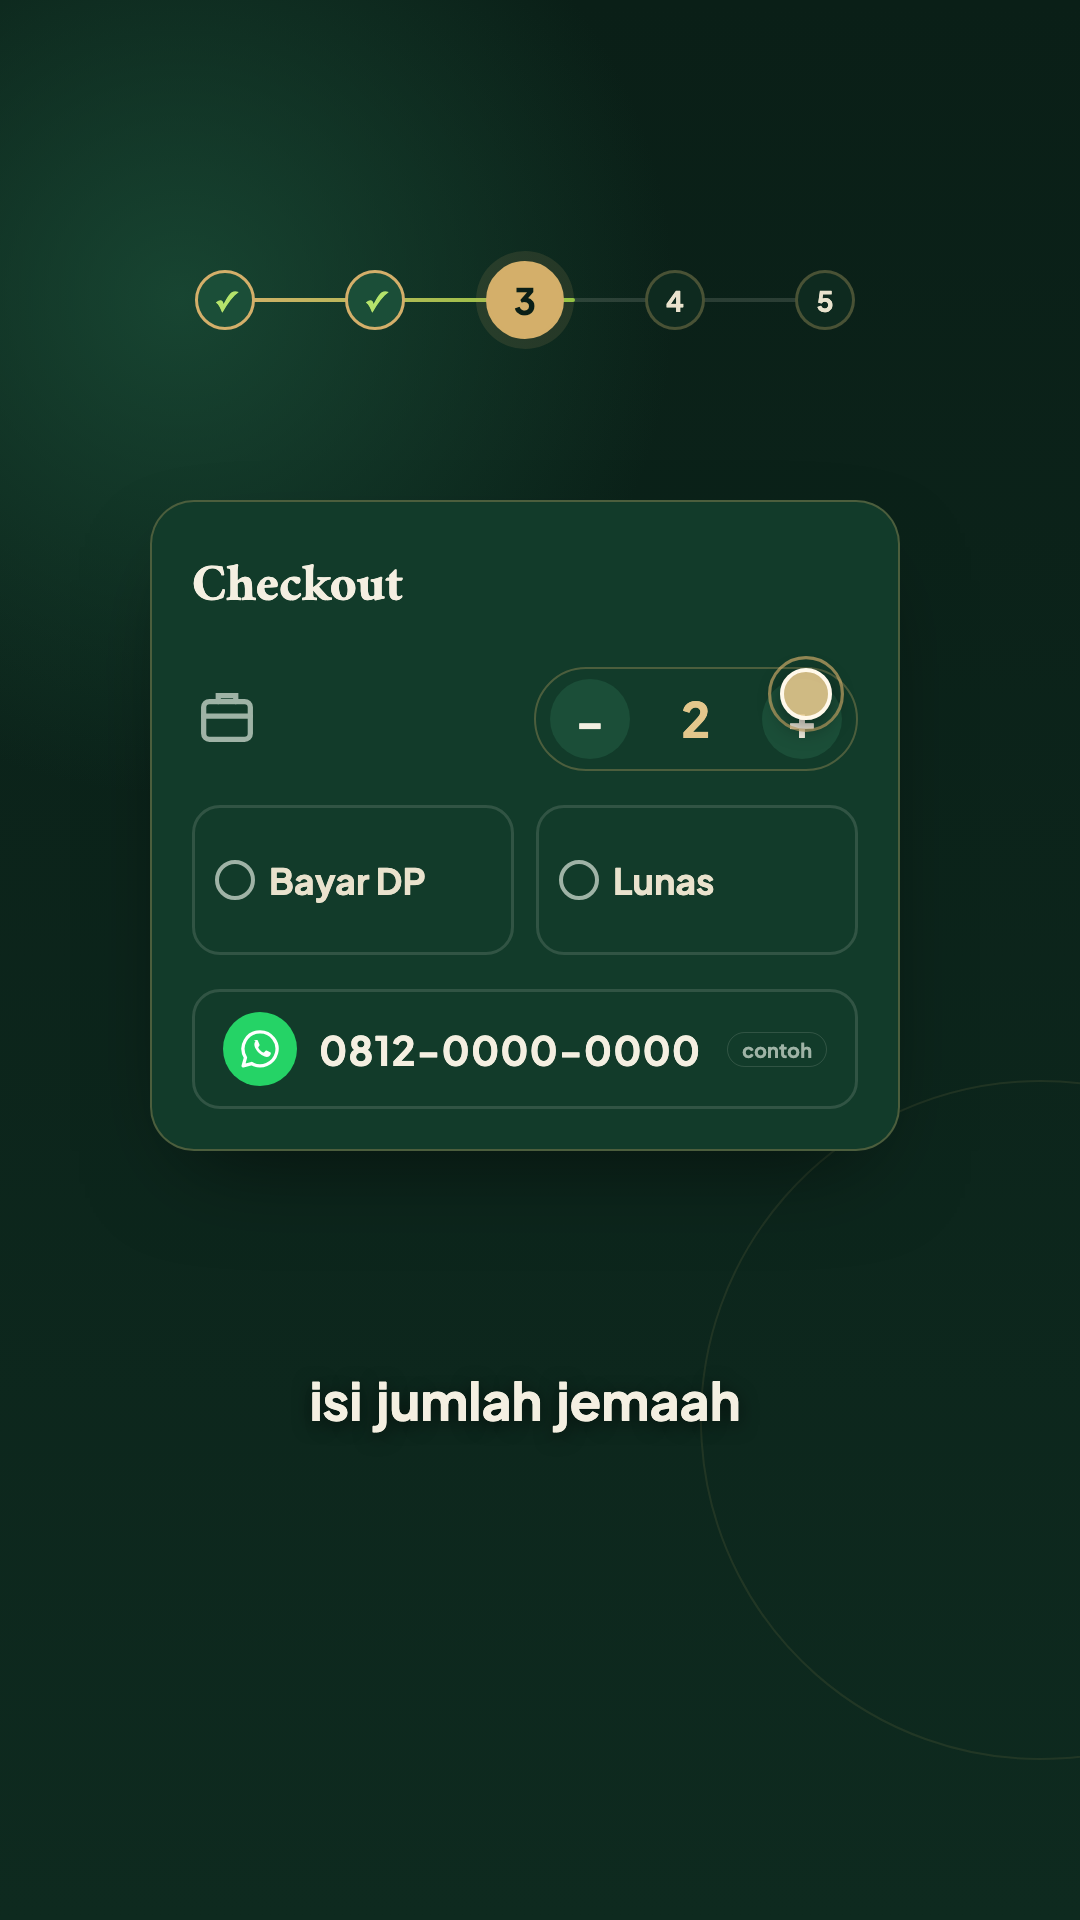 ✓ ✓ 3 4 5
Checkout
- 2 +
Bayar DP Lunas
0812-0000-0000 contoh
isi jumlah jemaah